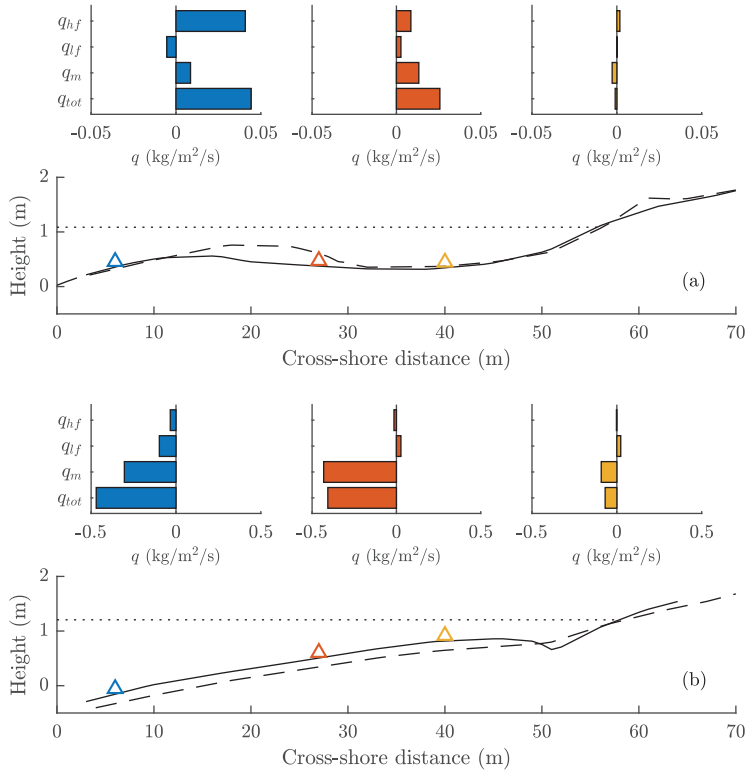 q_hf
q_lf
q_m
q_tot
-0.05 0 0.05 -0.05 0 0.05 -0.05 0 0.05
q (kg/m²/s) q (kg/m²/s) q (kg/m²/s)
2
1
0
Height (m)
(a)
0 10 20 30 40 50 60 70
Cross-shore distance (m)
q_hf
q_lf
q_m
q_tot
-0.5 0 0.5 -0.5 0 0.5 -0.5 0 0.5
q (kg/m²/s) q (kg/m²/s) q (kg/m²/s)
2
1
0
Height (m)
(b)
0 10 20 30 40 50 60 70
Cross-shore distance (m)